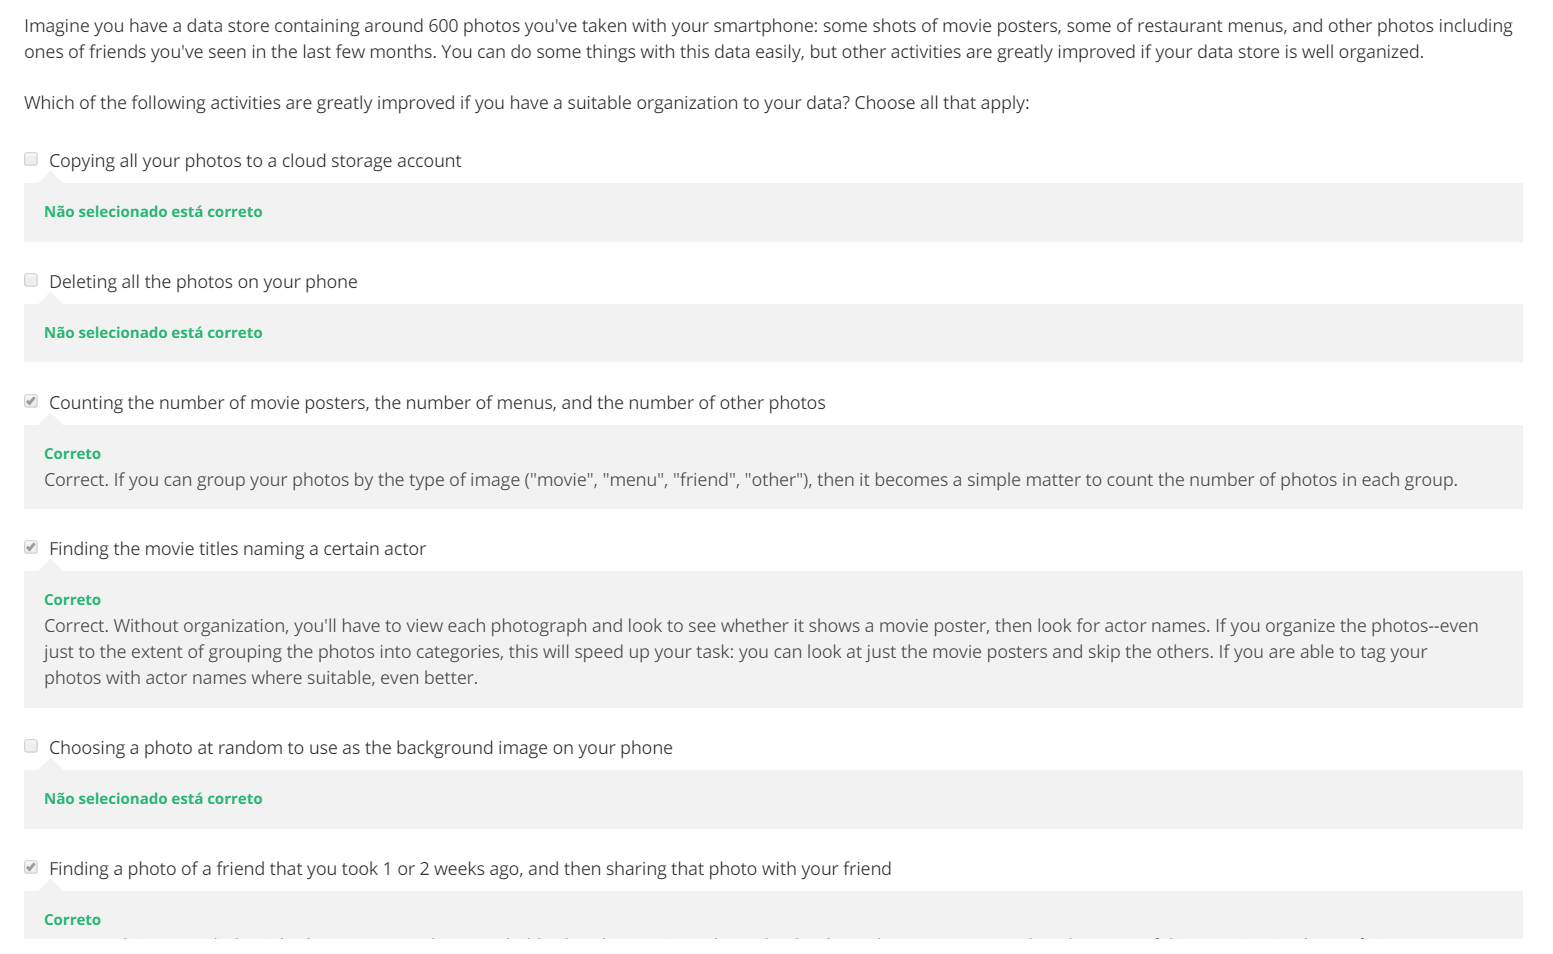 Imagine you have a data store containing around 600 photos you've taken with your smartphone: some shots of movie posters, some of restaurant menus, and other photos including
ones of friends you've seen in the last few months. You can do some things with this data easily, but other activities are greatly improved if your data store is well organized.
Which of the following activities are greatly improved if you have a suitable organization to your data? Choose all that apply:
Copying all your photos to a cloud storage account
Não selecionado está correto
Deleting all the photos on your phone
Não selecionado está correto
Counting the number of movie posters, the number of menus, and the number of other photos
Correto
Correct. If you can group your photos by the type of image ("movie", "menu", "friend", "other"), then it becomes a simple matter to count the number of photos in each group.
Finding the movie titles naming a certain actor
Correto
Correct. Without organization, you'll have to view each photograph and look to see whether it shows a movie poster, then look for actor names. If you organize the photos--even
just to the extent of grouping the photos into categories, this will speed up your task: you can look at just the movie posters and skip the others. If you are able to tag your
photos with actor names where suitable, even better.
Choosing a photo at random to use as the background image on your phone
Não selecionado está correto
Finding a photo of a friend that you took 1 or 2 weeks ago, and then sharing that photo with your friend
Correto